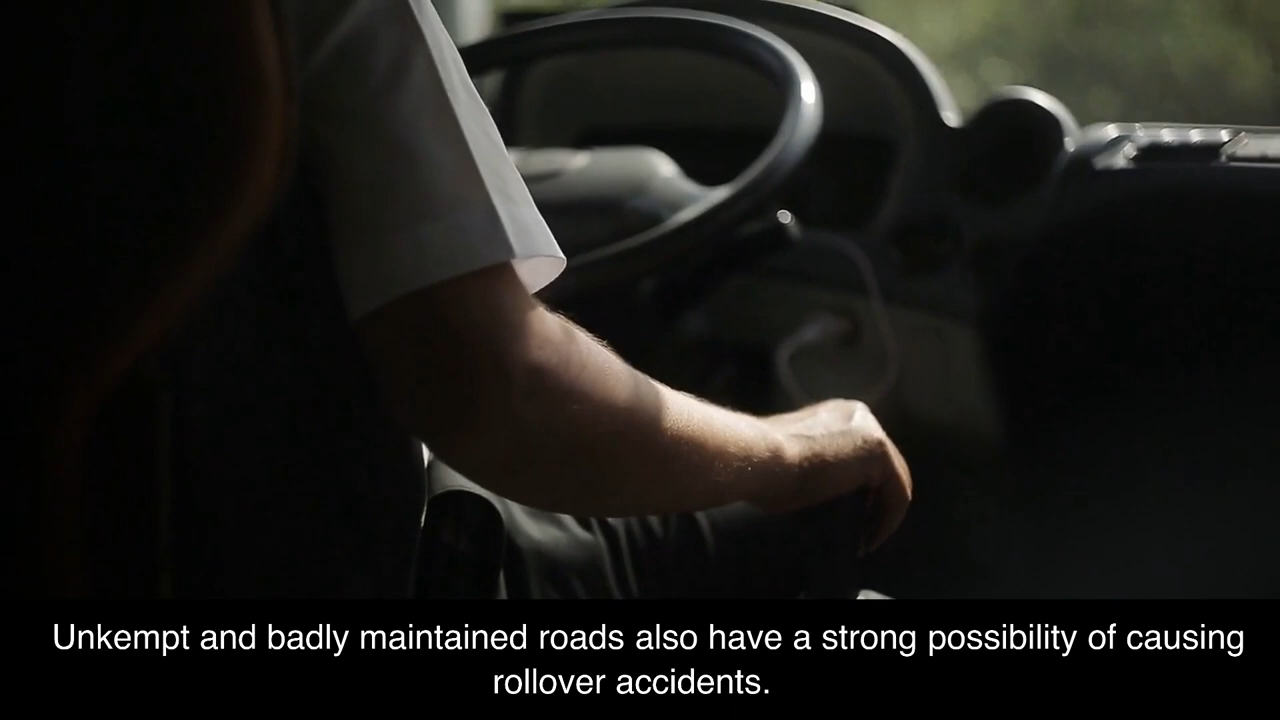 Unkempt and badly maintained roads also have a strong possibility of causing
rollover accidents.